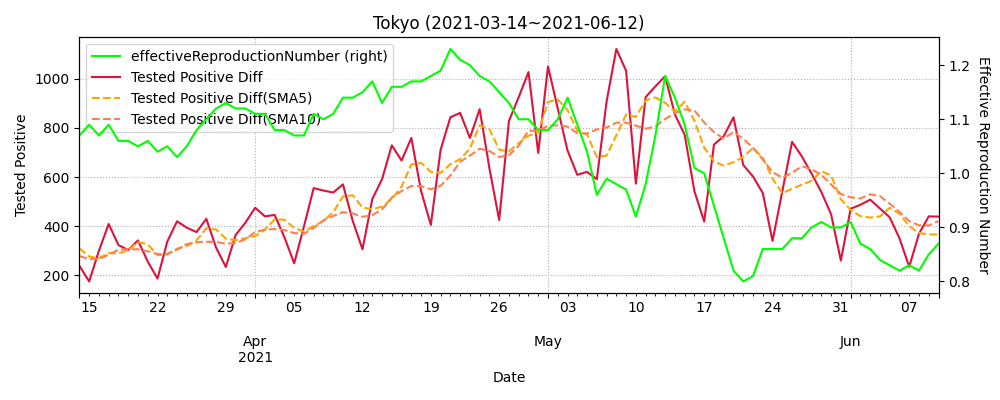 Tokyo (2021-03-14~2021-06-12)
effectiveReproductionNumber (right)
Tested Positive Diff
Tested Positive Diff(SMA5)
Tested Positive Diff(SMA10)
Tested Positive
1000
800
600
400
200
1.2
1.1
1.0
0.9
0.8
Effective Reproduction Number
15 22 29 05 12 19 26 03 10 17 24 31 07
Apr May Jun
2021
Date